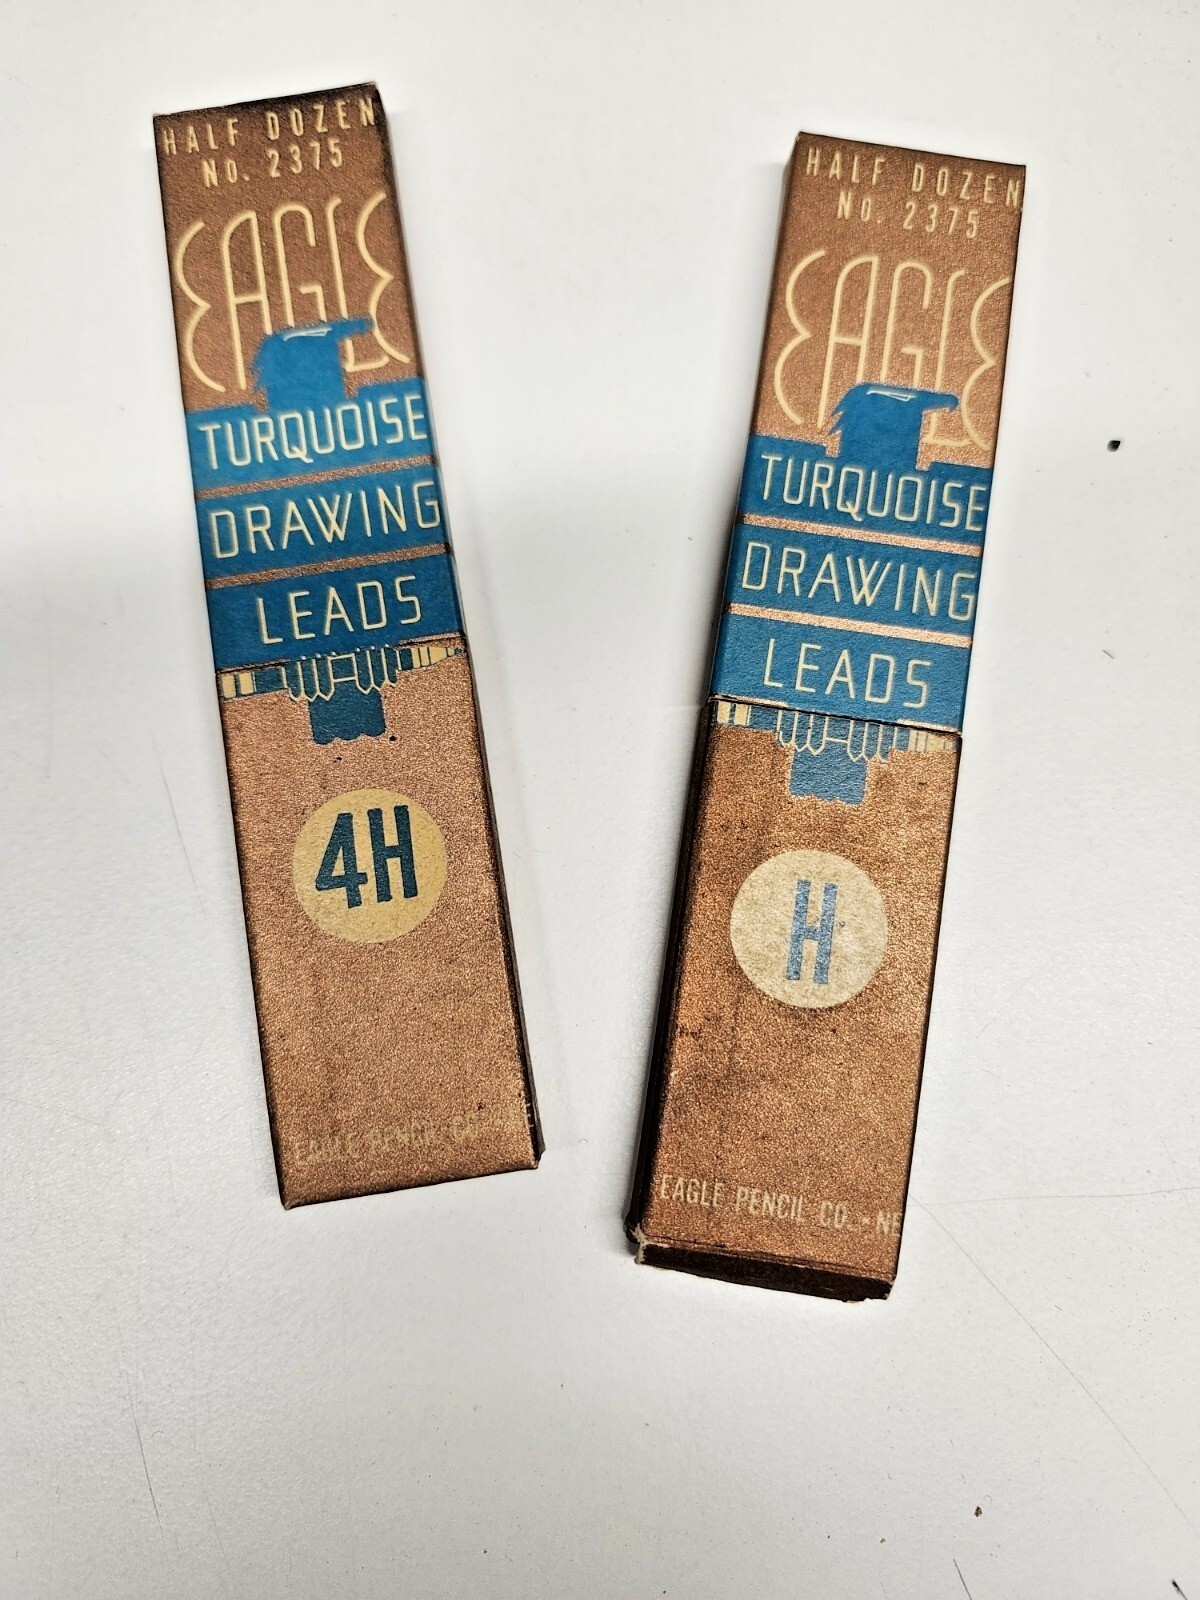 HALF DOZEN
No. 2375
EAGLE
TURQUOISE
DRAWING
LEADS
4H
EAGLE PENCIL CO.
HALF DOZEN
No. 2375
EAGLE
TURQUOISE
DRAWING
LEADS
H
EAGLE PENCIL CO. - NE